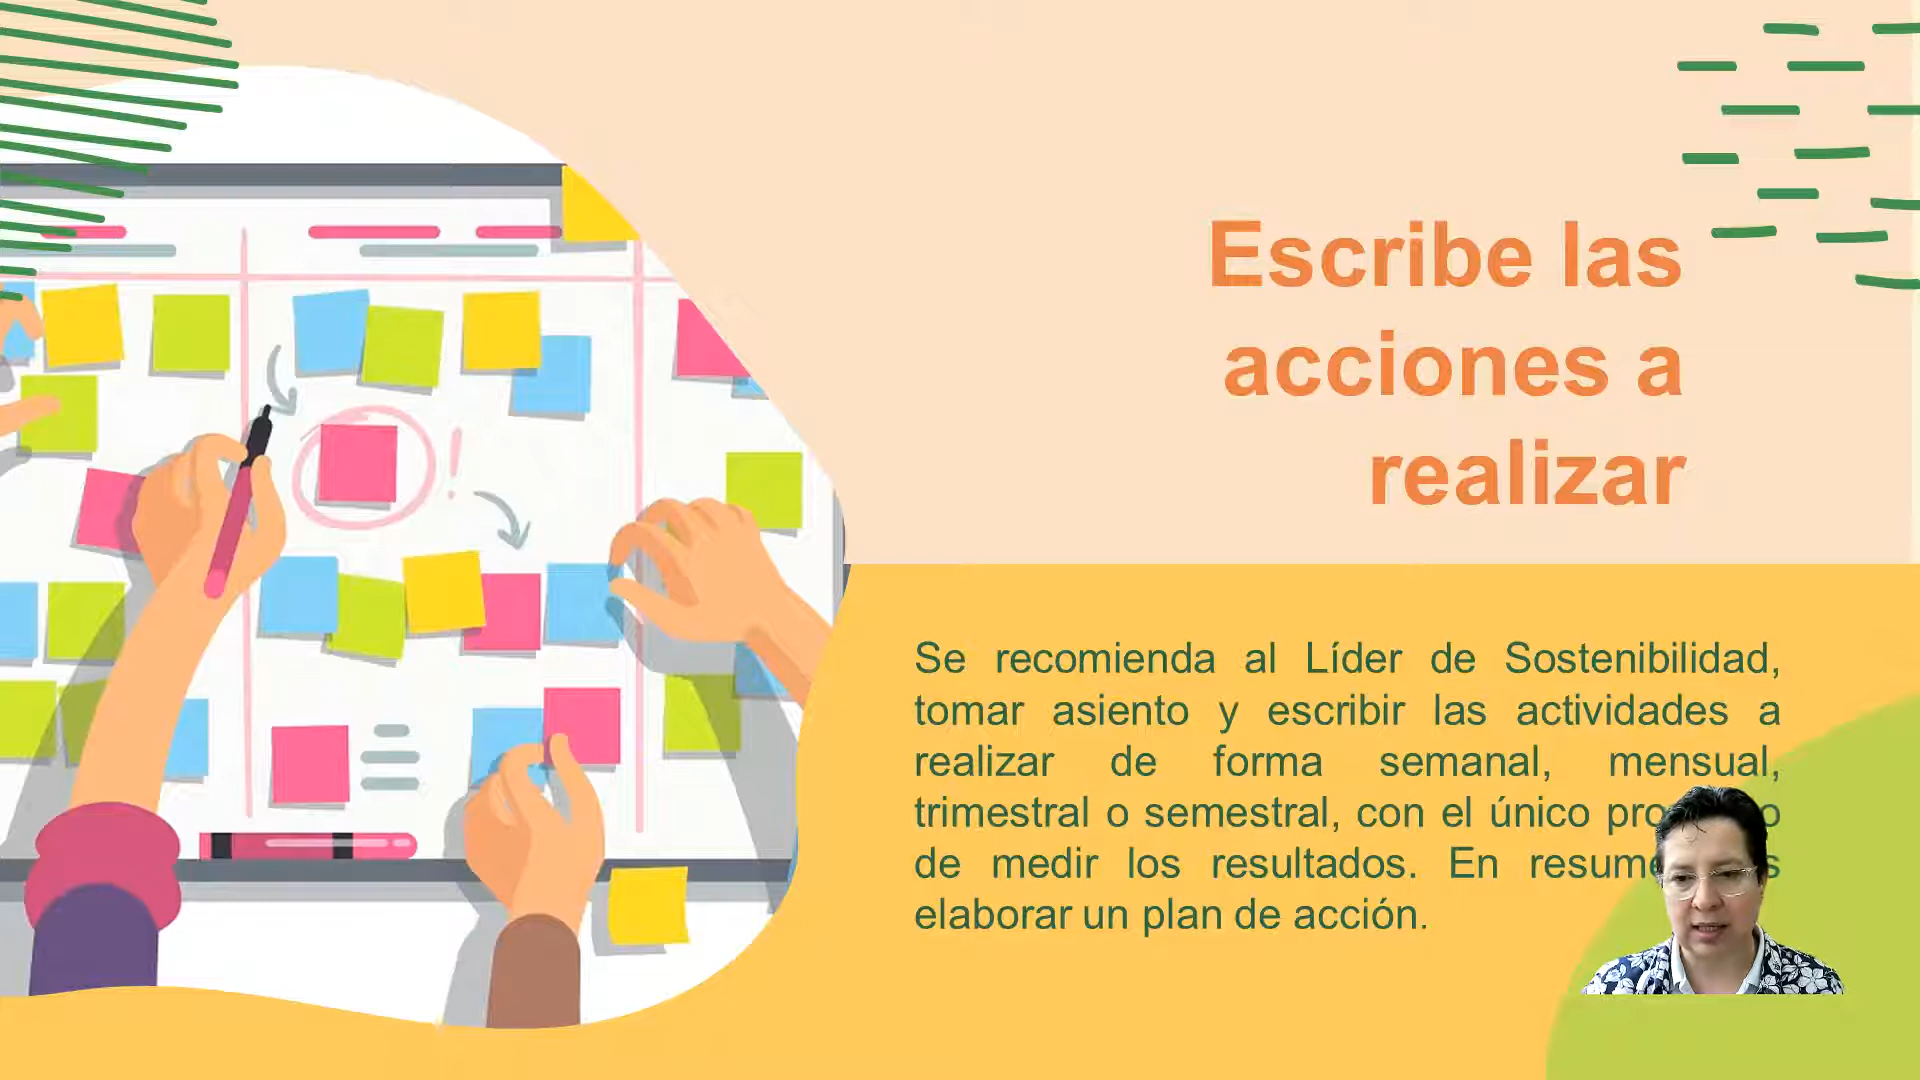 Escribe las
acciones a
realizar
Se recomienda al Líder de Sostenibilidad,
tomar asiento y escribir las actividades a
realizar de forma semanal, mensual,
trimestral o semestral, con el único
de medir los resultados. En
elaborar un plan de acción.